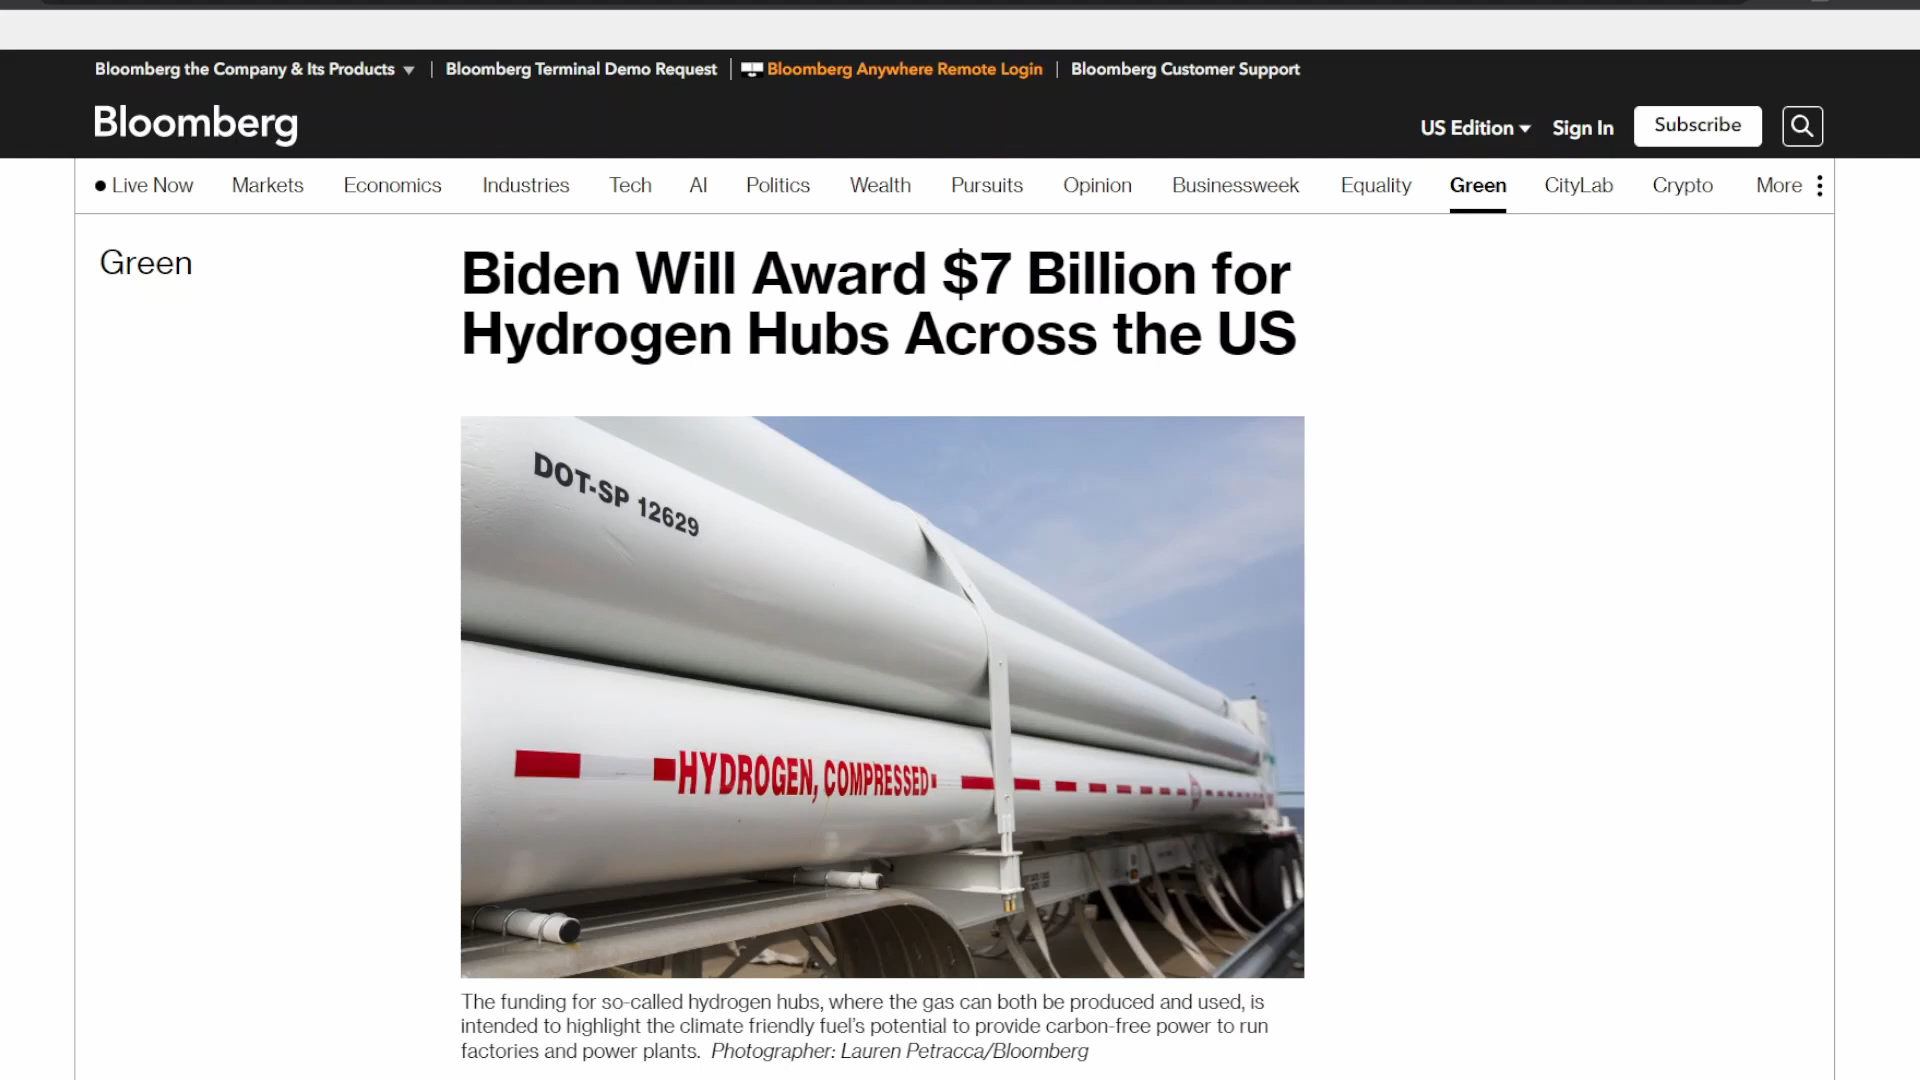 Bloomberg the Company & Its Products
Bloomberg Terminal Demo Request
Bloomberg Anywhere Remote Login
Bloomberg Customer Support
Bloomberg
US Edition
Sign In
Subscribe
Live Now
Markets
Economics
Industries
Tech
AI
Politics
Wealth
Pursuits
Opinion
Businessweek
Equality
Green
CityLab
Crypto
More
Green
Biden Will Award $7 Billion for
Hydrogen Hubs Across the US
DOT-SP 12629
HYDROGEN, COMPRESSED
The funding for so-called hydrogen hubs, where the gas can both be produced and used, is
intended to highlight the climate friendly fuel's potential to provide carbon-free power to run
factories and power plants. Photographer: Lauren Petracca/Bloomberg